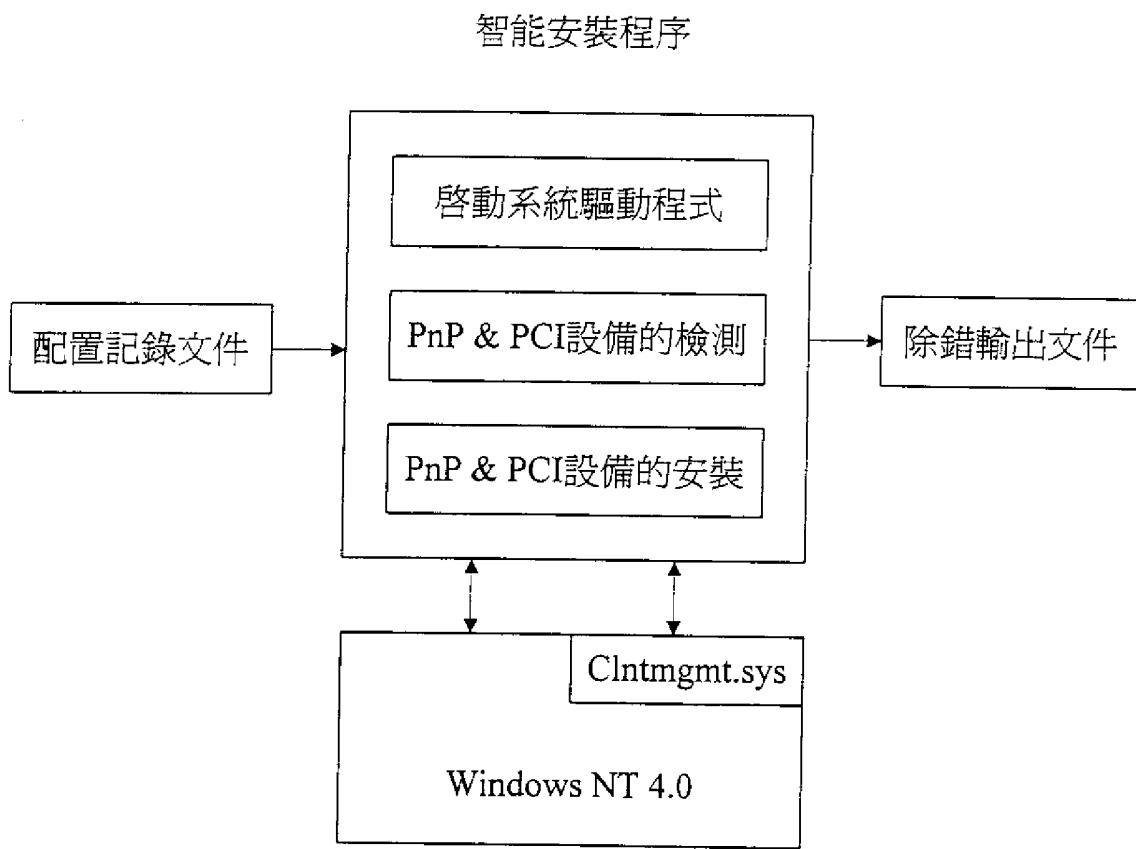 智能安裝程序
啓動系統驅動程式
配置記錄文件
PnP & PCI設備的檢測
除錯輸出文件
PnP & PCI設備的安裝
Clntmgmt.sys
Windows NT 4.0